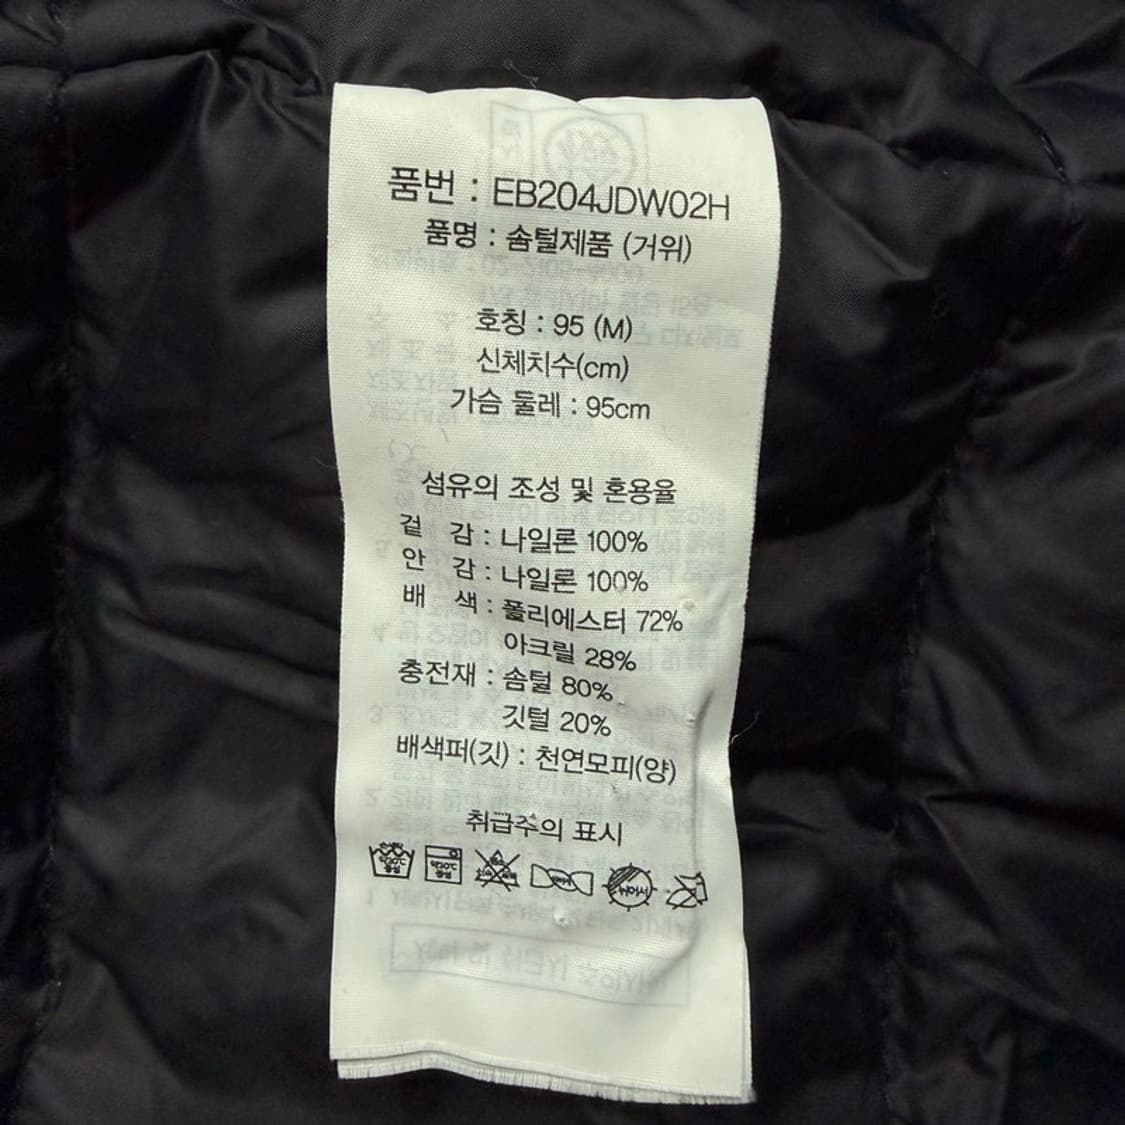 품번 : EB204JDW02H
품명 : 솜털제품 (거위)
호칭 : 95 (M)
신체치수(cm)
가슴 둘레 : 95cm
섬유의 조성 및 혼용율
겉 감 : 나일론 100%
안 감 : 나일론 100%
배 색 : 폴리에스터 72%
아크릴 28%
충전재 : 솜털 80%
깃털 20%
배색퍼(깃) : 천연모피(양)
취급주의 표시